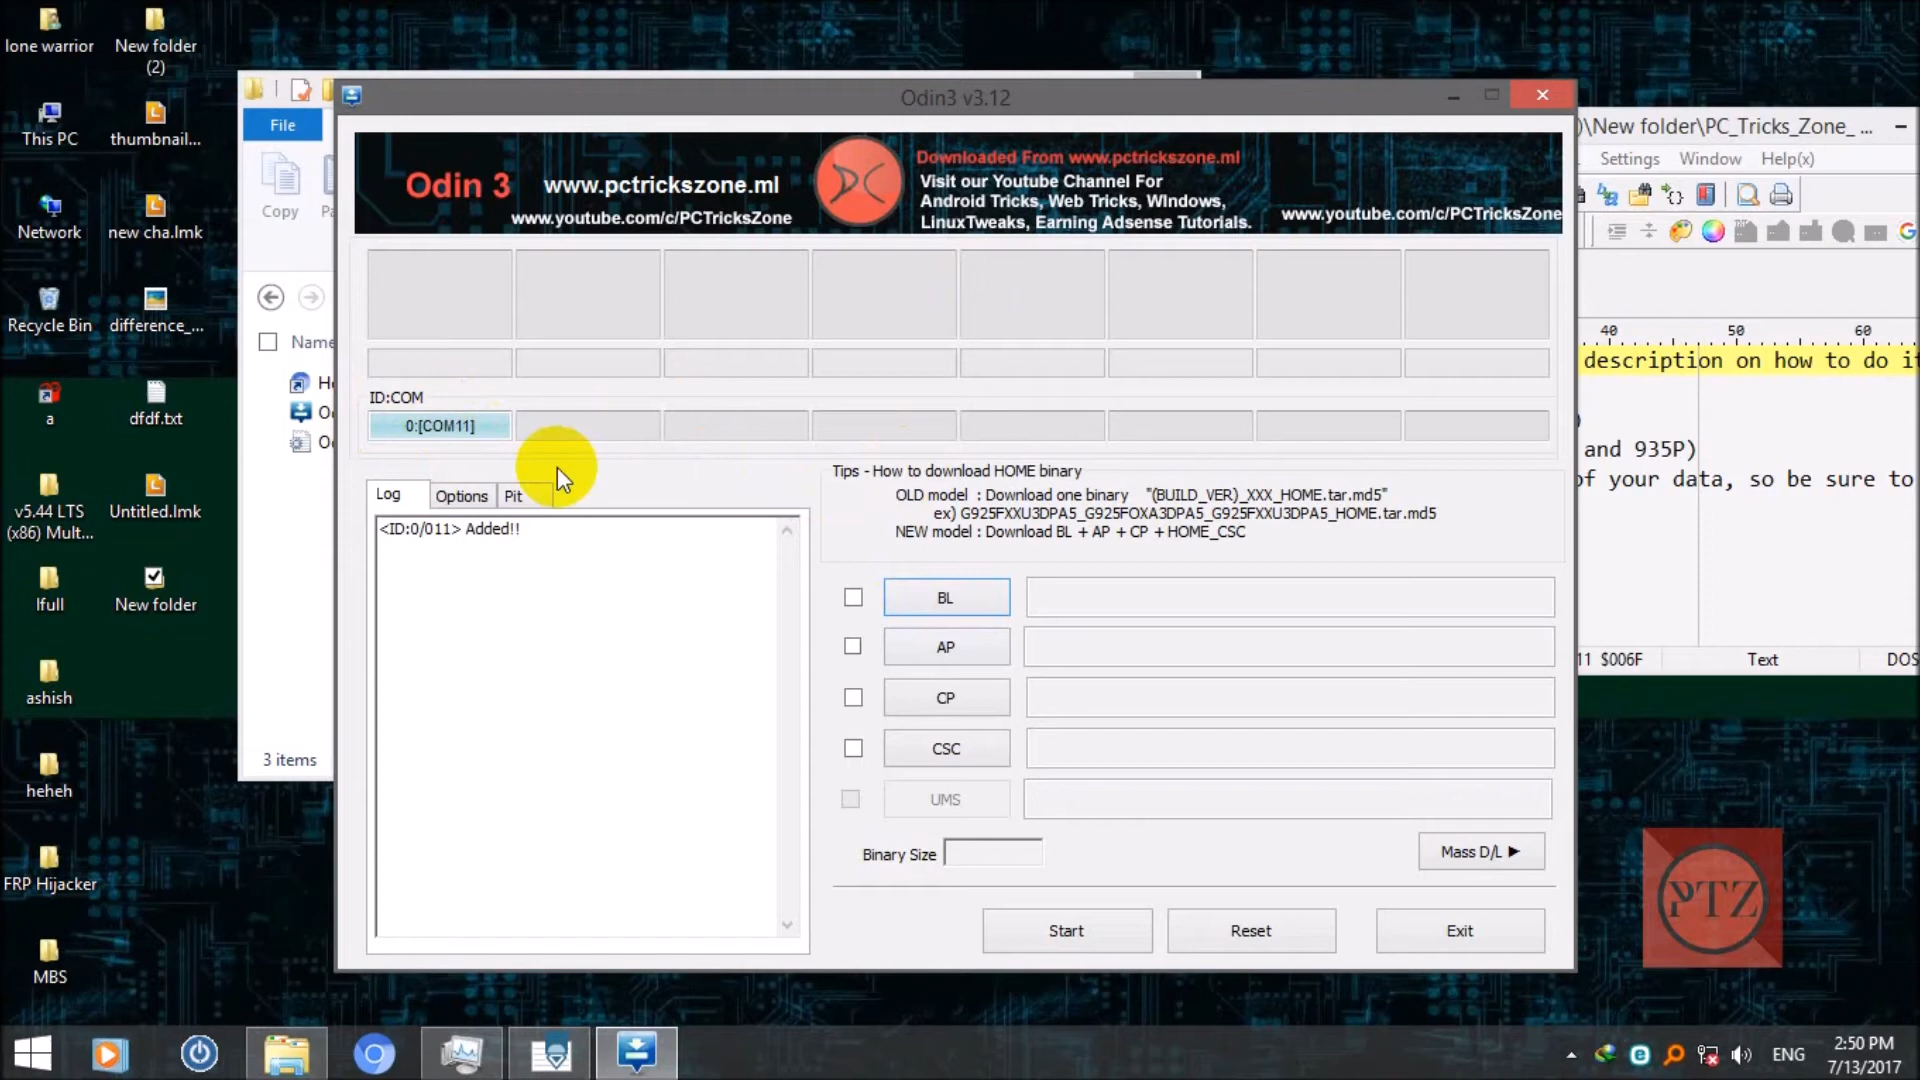 lone warrior
New folder
(2)
This PC
thumbnail...
Network
new cha.lmk
Recycle Bin
difference_...
a
dfdf.txt
v5.44 LTS
(x86) Mult...
Untitled.lmk
lfull
New folder
ashish
heheh
FRP Hijacker
MBS
File
Copy
Name
3 items
Odin3 v3.12
Odin 3
www.pctrickszone.ml
www.youtube.com/c/PCTricksZone
Downloaded From www.pctrickszone.ml
Visit our Youtube Channel For
Android Tricks, Web Tricks, WIndows,
LinuxTweaks, Earning Adsense Tutorials.
www.youtube.com/c/PCTricksZone
ID:COM
0:[COM11]
Log
Options
Pit
<ID:0/011> Added!!
Tips - How to download HOME binary
OLD model : Download one binary "(BUILD_VER)_XXX_HOME.tar.md5"
ex) G925FXXU3DPA5_G925FOXA3DPA5_G925FXXU3DPA5_HOME.tar.md5
NEW model : Download BL + AP + CP + HOME_CSC
BL
AP
CP
CSC
UMS
Binary Size
Mass D/L ▶
Start
Reset
Exit
)\New folder\PC_Tricks_Zone_ ...
Settings Window Help(x)
40 50 60
description on how to do it
)
and 935P)
of your data, so be sure to
11 $006F
Text
DOS
PTZ
ENG
2:50 PM
7/13/2017